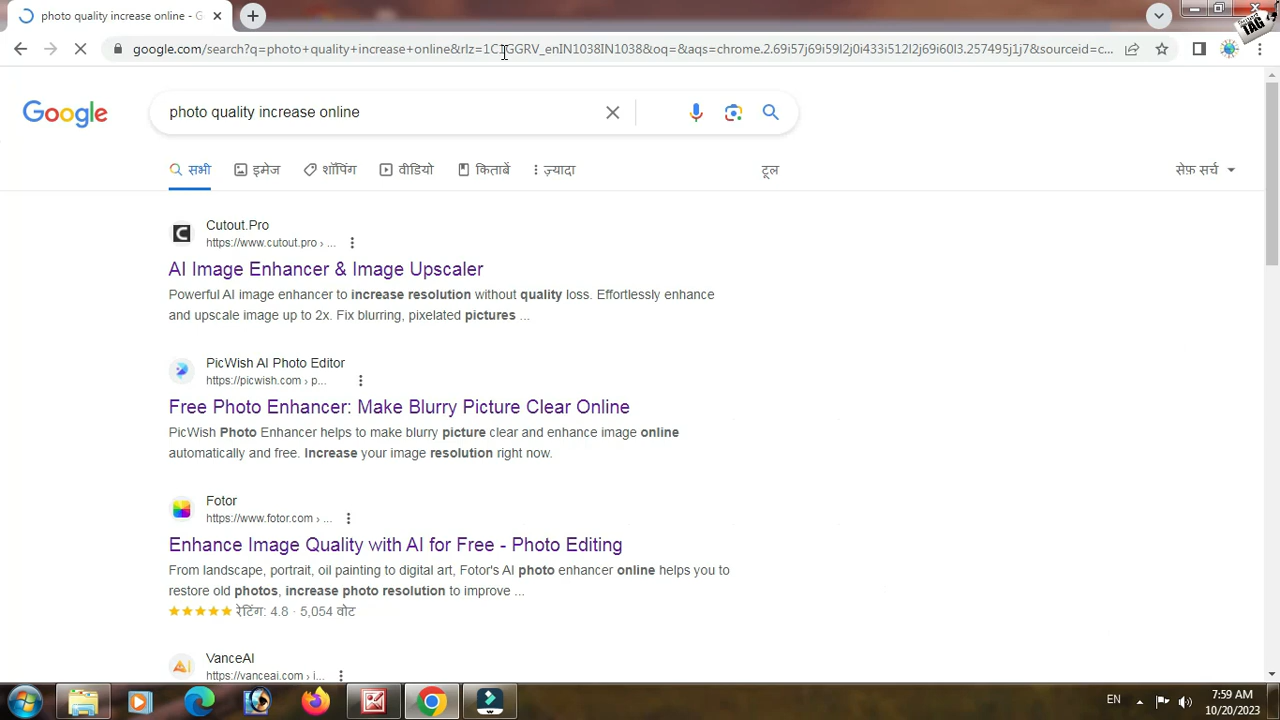 photo quality increase online - G
google.com/search?q=photo+quality+increase+online&rlz=1C1GGRV_enIN1038IN1038&oq=&aqs=chrome.2.69i57j69i59l2j0i433i512l2j69i60l3.257495j1j7&sourceid=c...
TAG
Google
photo quality increase online
सभी
इमेज
शॉपिंग
वीडियो
किताबें
ज़्यादा
टूल
सेफ़ सर्च
Cutout.Pro
https://www.cutout.pro › ...
AI Image Enhancer & Image Upscaler
Powerful AI image enhancer to increase resolution without quality loss. Effortlessly enhance
and upscale image up to 2x. Fix blurring, pixelated pictures ...
PicWish AI Photo Editor
https://picwish.com › p...
Free Photo Enhancer: Make Blurry Picture Clear Online
PicWish Photo Enhancer helps to make blurry picture clear and enhance image online
automatically and free. Increase your image resolution right now.
Fotor
https://www.fotor.com › ...
Enhance Image Quality with AI for Free - Photo Editing
From landscape, portrait, oil painting to digital art, Fotor's AI photo enhancer online helps you to
restore old photos, increase photo resolution to improve ...
रेटिंग: 4.8 · 5,054 वोट
VanceAI
https://vanceai.com › i...
EN
7:59 AM
10/20/2023